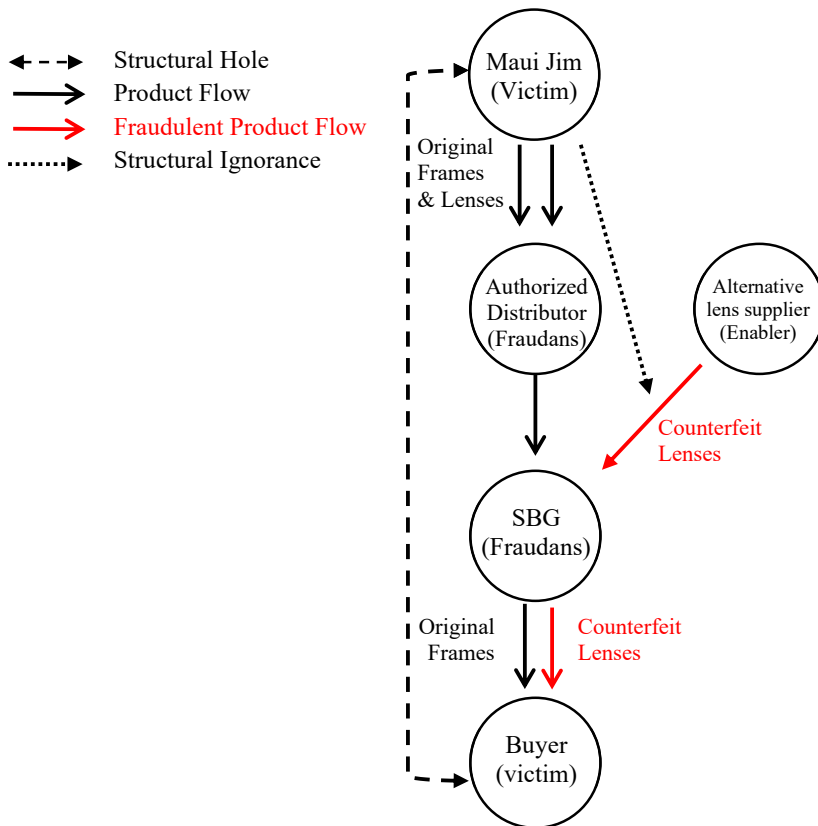 Structural Hole
Product Flow
Fraudulent Product Flow
Structural Ignorance
Maui Jim
(Victim)
Original
Frames
& Lenses
Authorized
Distributor
(Fraudans)
Alternative
lens supplier
(Enabler)
Counterfeit
Lenses
SBG
(Fraudans)
Original
Frames
Counterfeit
Lenses
Buyer
(victim)